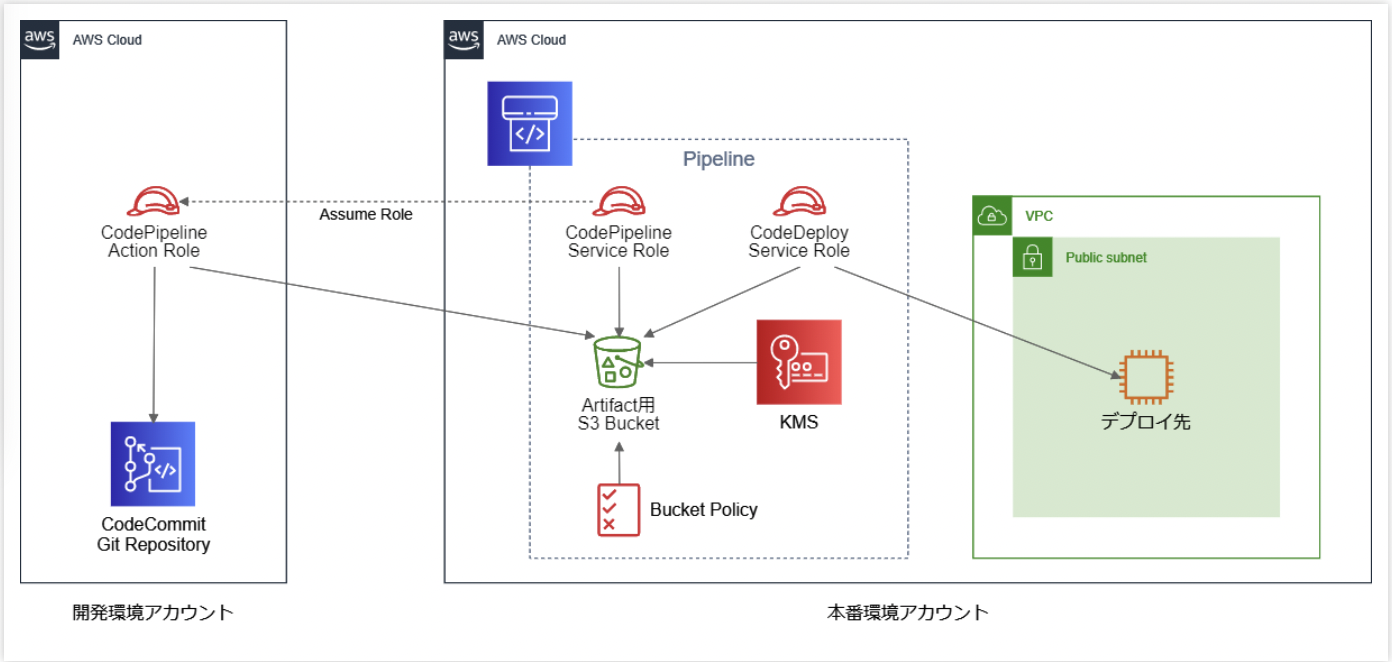 aws
AWS Cloud
aws
AWS Cloud
Pipeline
Assume Role
CodePipeline
Action Role
CodePipeline
Service Role
CodeDeploy
Service Role
VPC
Public subnet
Artifact用
S3 Bucket
KMS
デプロイ先
Bucket Policy
CodeCommit
Git Repository
開発環境アカウント
本番環境アカウント